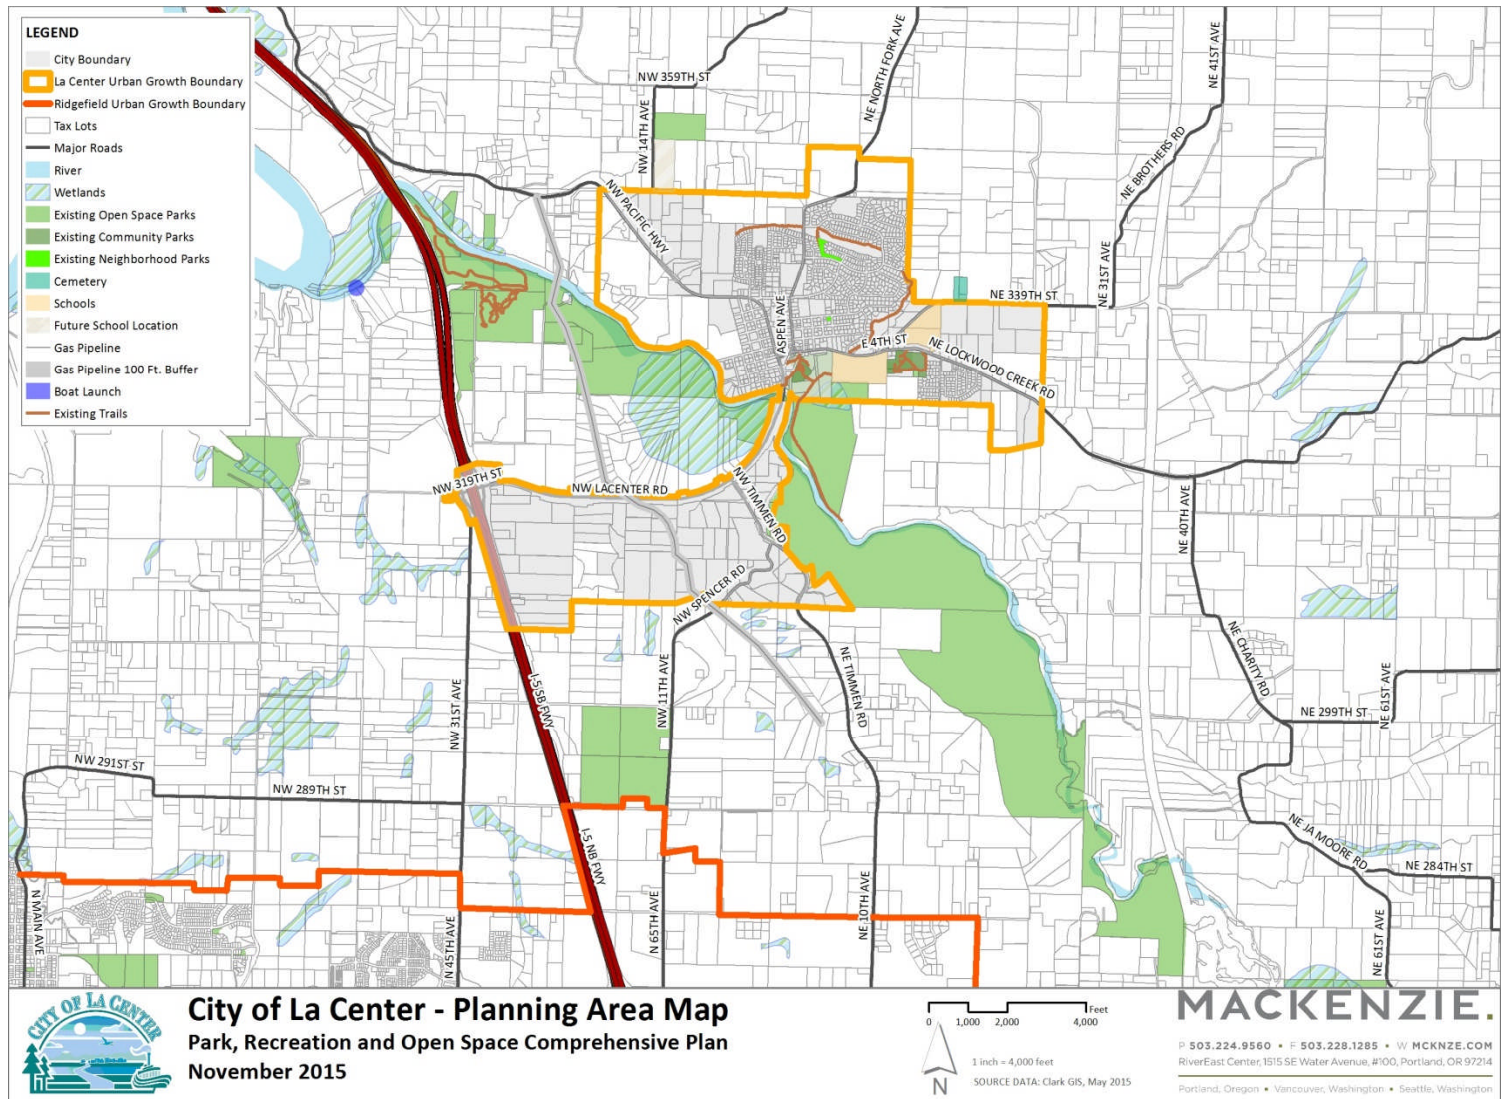 LEGEND
City Boundary
La Center Urban Growth Boundary
Ridgefield Urban Growth Boundary
Tax Lots
Major Roads
River
Wetlands
Existing Open Space Parks
Existing Community Parks
Existing Neighborhood Parks
Cemetery
Schools
Future School Location
Gas Pipeline
Gas Pipeline 100 Ft. Buffer
Boat Launch
Existing Trails
NW 359TH ST
NW 14TH AVE
NE NORTH FORK AVE
NE 41ST AVE
NE BROTHERS RD
NW PACIFIC HWY
ASPEN AVE
NE 339TH ST
NE 31ST AVE
E 4TH ST
NE LOCKWOOD CREEK RD
NW 319TH ST
NW LACENTER RD
NW TIMMEN RD
NE 40TH AVE
NW SPENCER RD
NW 31ST AVE
I-5 SB FWY
NW 11TH AVE
NE TIMMEN RD
NE CHARITY RD
NE 61ST AVE
NE 299TH ST
NW 291ST ST
NW 289TH ST
I-5 NB FWY
NE JA MOORE RD
NE 284TH ST
N MAIN AVE
N 45TH AVE
N 65TH AVE
NE 10TH AVE
NE 61ST AVE
CITY OF LA CENTER
City of La Center - Planning Area Map
Park, Recreation and Open Space Comprehensive Plan
November 2015
Feet
0 1,000 2,000 4,000
N
1 inch = 4,000 feet
SOURCE DATA: Clark GIS, May 2015
MACKENZIE.
P 503.224.9560 • F 503.228.1285 • W MCKNZE.COM
RiverEast Center, 1515 SE Water Avenue, #100, Portland, OR 97214
Portland, Oregon • Vancouver, Washington • Seattle, Washington